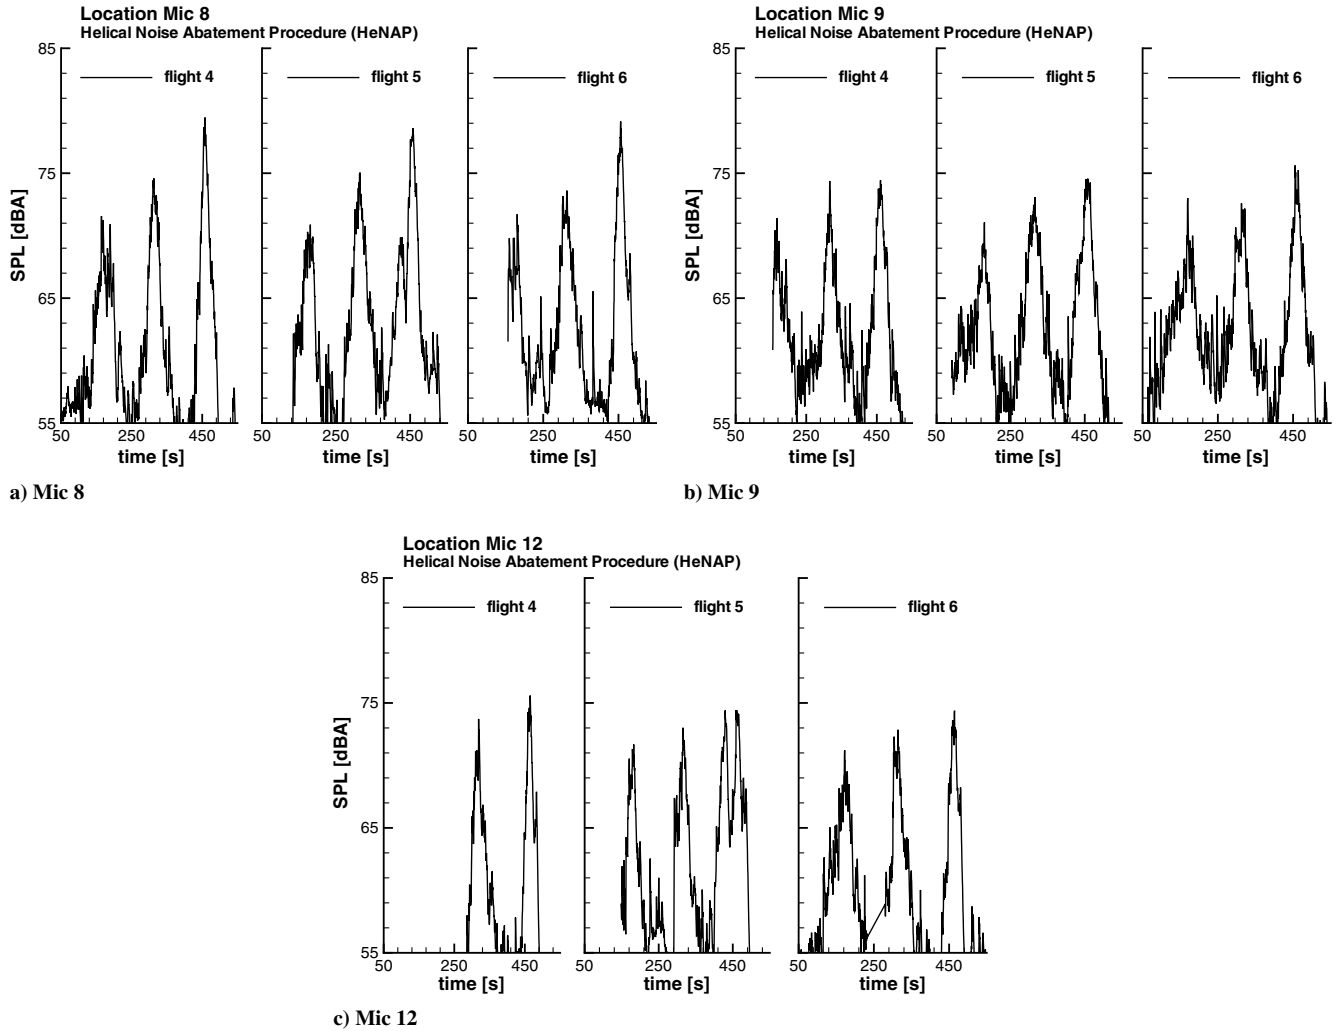 Location Mic 8
Helical Noise Abatement Procedure (HeNAP)
85
75
65
55
SPL [dBA]
flight 4
flight 5
flight 6
50 250 450
50 250 450
50 250 450
time [s]
time [s]
time [s]
a) Mic 8
Location Mic 9
Helical Noise Abatement Procedure (HeNAP)
85
75
65
55
SPL [dBA]
flight 4
flight 5
flight 6
50 250 450
50 250 450
50 250 450
time [s]
time [s]
time [s]
b) Mic 9
Location Mic 12
Helical Noise Abatement Procedure (HeNAP)
85
75
65
55
SPL [dBA]
flight 4
flight 5
flight 6
50 250 450
50 250 450
50 250 450
time [s]
time [s]
time [s]
c) Mic 12